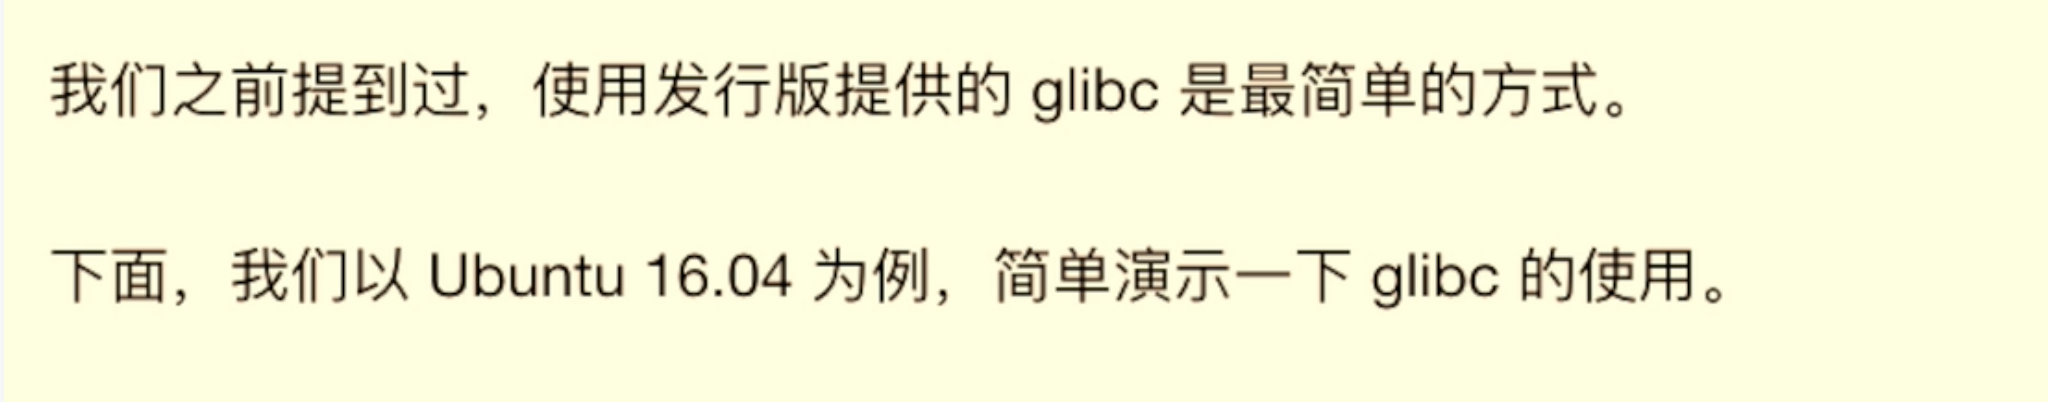 我们之前提到过，使用发行版提供的 glibc 是最简单的方式。
下面，我们以 Ubuntu 16.04 为例，简单演示一下 glibc 的使用。